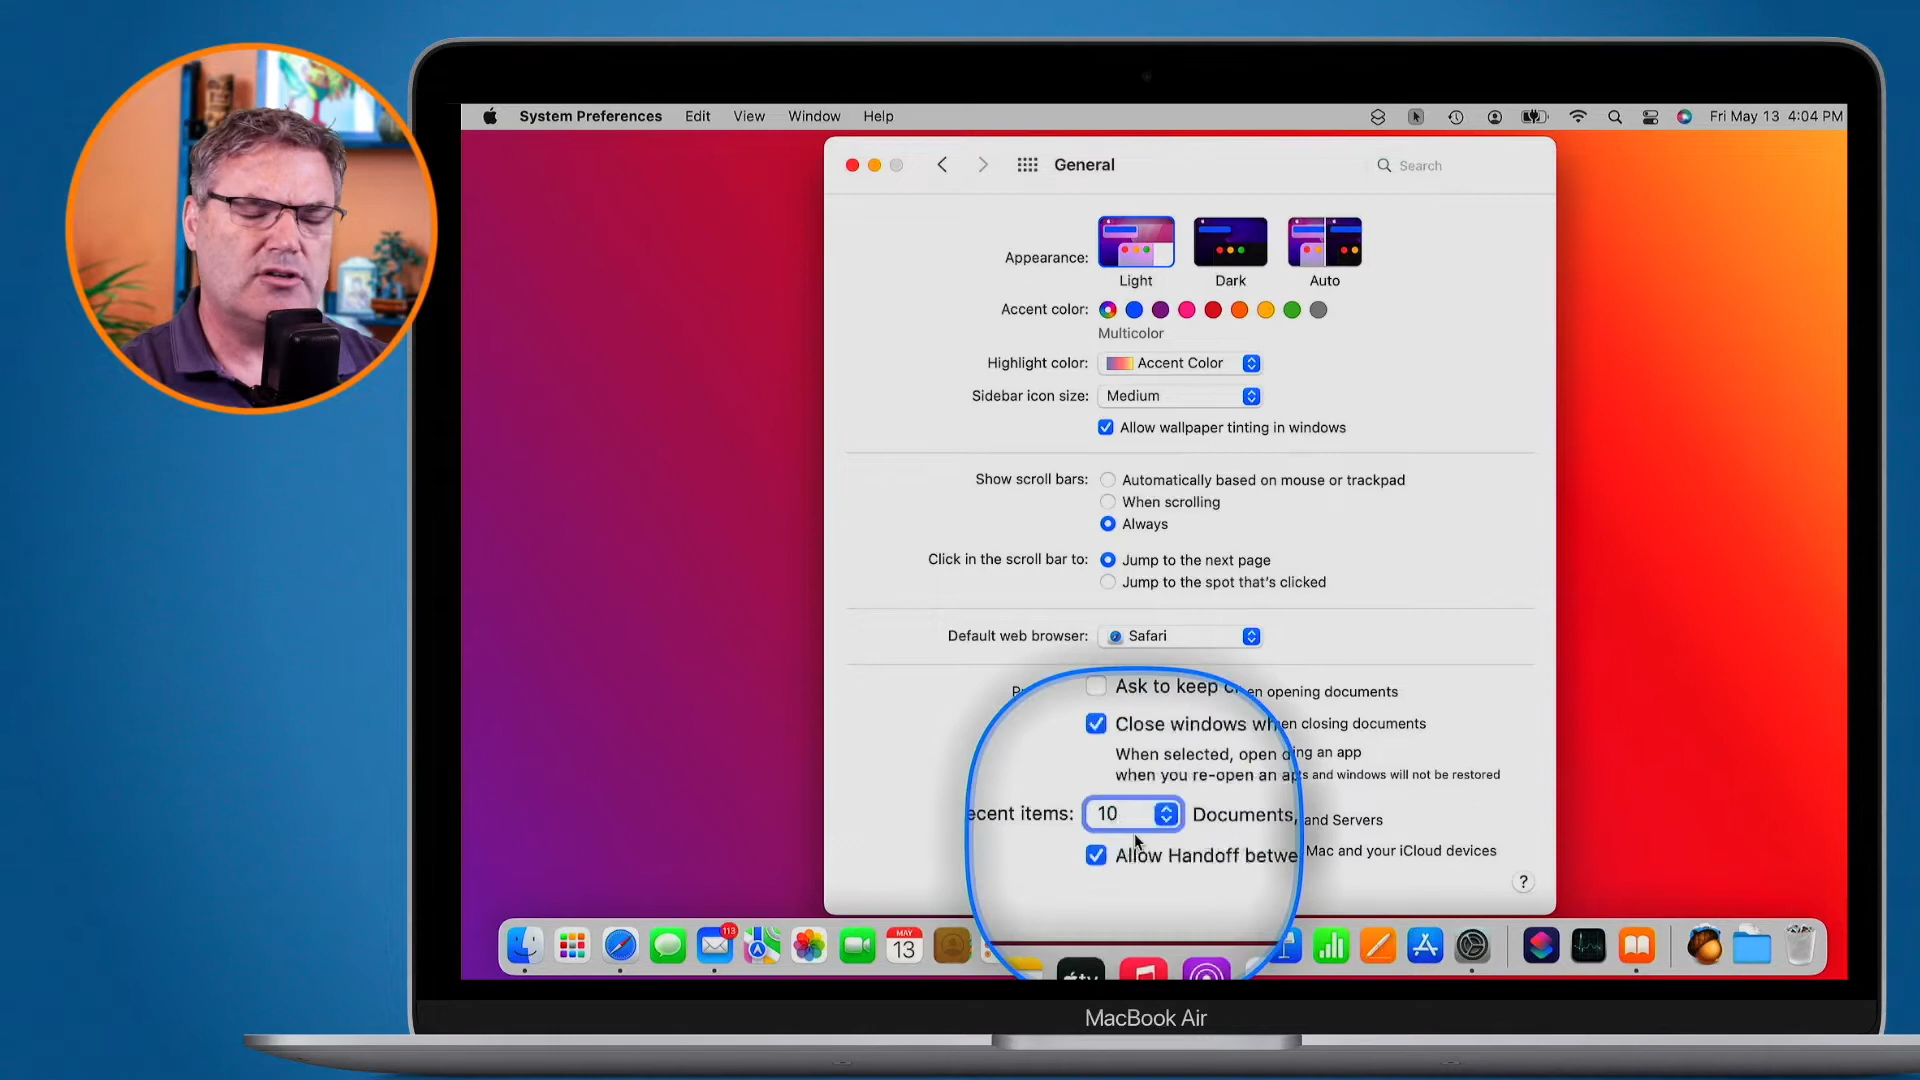 System Preferences Edit View Window Help Fri May 13 4:04 PM
General
Search
Appearance:
Light Dark Auto
Accent color:
Multicolor
Highlight color: Accent Color
Sidebar icon size: Medium
Allow wallpaper tinting in windows
Show scroll bars: Automatically based on mouse or trackpad
When scrolling
Always
Click in the scroll bar to: Jump to the next page
Jump to the spot that's clicked
Default web browser: Safari
Ask to keep en opening documents
Close windows when closing documents
When selected, open ing an app
when you re-open an ap ts and windows will not be restored
ecent items: 10 Documents, and Servers
Allow Handoff betwe Mac and your iCloud devices
?
113
MAY
13
tv
MacBook Air